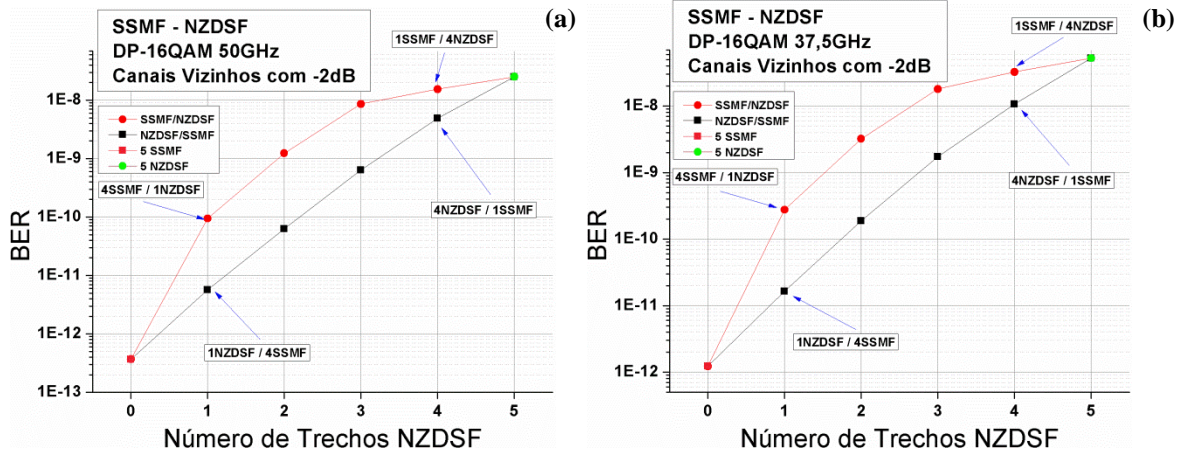 (a)
SSMF - NZDSF
DP-16QAM 50GHz
Canais Vizinhos com -2dB
1SSMF / 4NZDSF
SSMF/NZDSF
NZDSF/SSMF
5 SSMF
5 NZDSF
4SSMF / 1NZDSF
4NZDSF / 1SSMF
1NZDSF / 4SSMF
BER
1E-8
1E-9
1E-10
1E-11
1E-12
1E-13
0 1 2 3 4 5
Número de Trechos NZDSF
(b)
SSMF - NZDSF
DP-16QAM 37,5GHz
Canais Vizinhos com -2dB
1SSMF / 4NZDSF
SSMF/NZDSF
NZDSF/SSMF
5 SSMF
5 NZDSF
4SSMF / 1NZDSF
4NZDSF / 1SSMF
1NZDSF / 4SSMF
BER
1E-8
1E-9
1E-10
1E-11
1E-12
0 1 2 3 4 5
Número de Trechos NZDSF